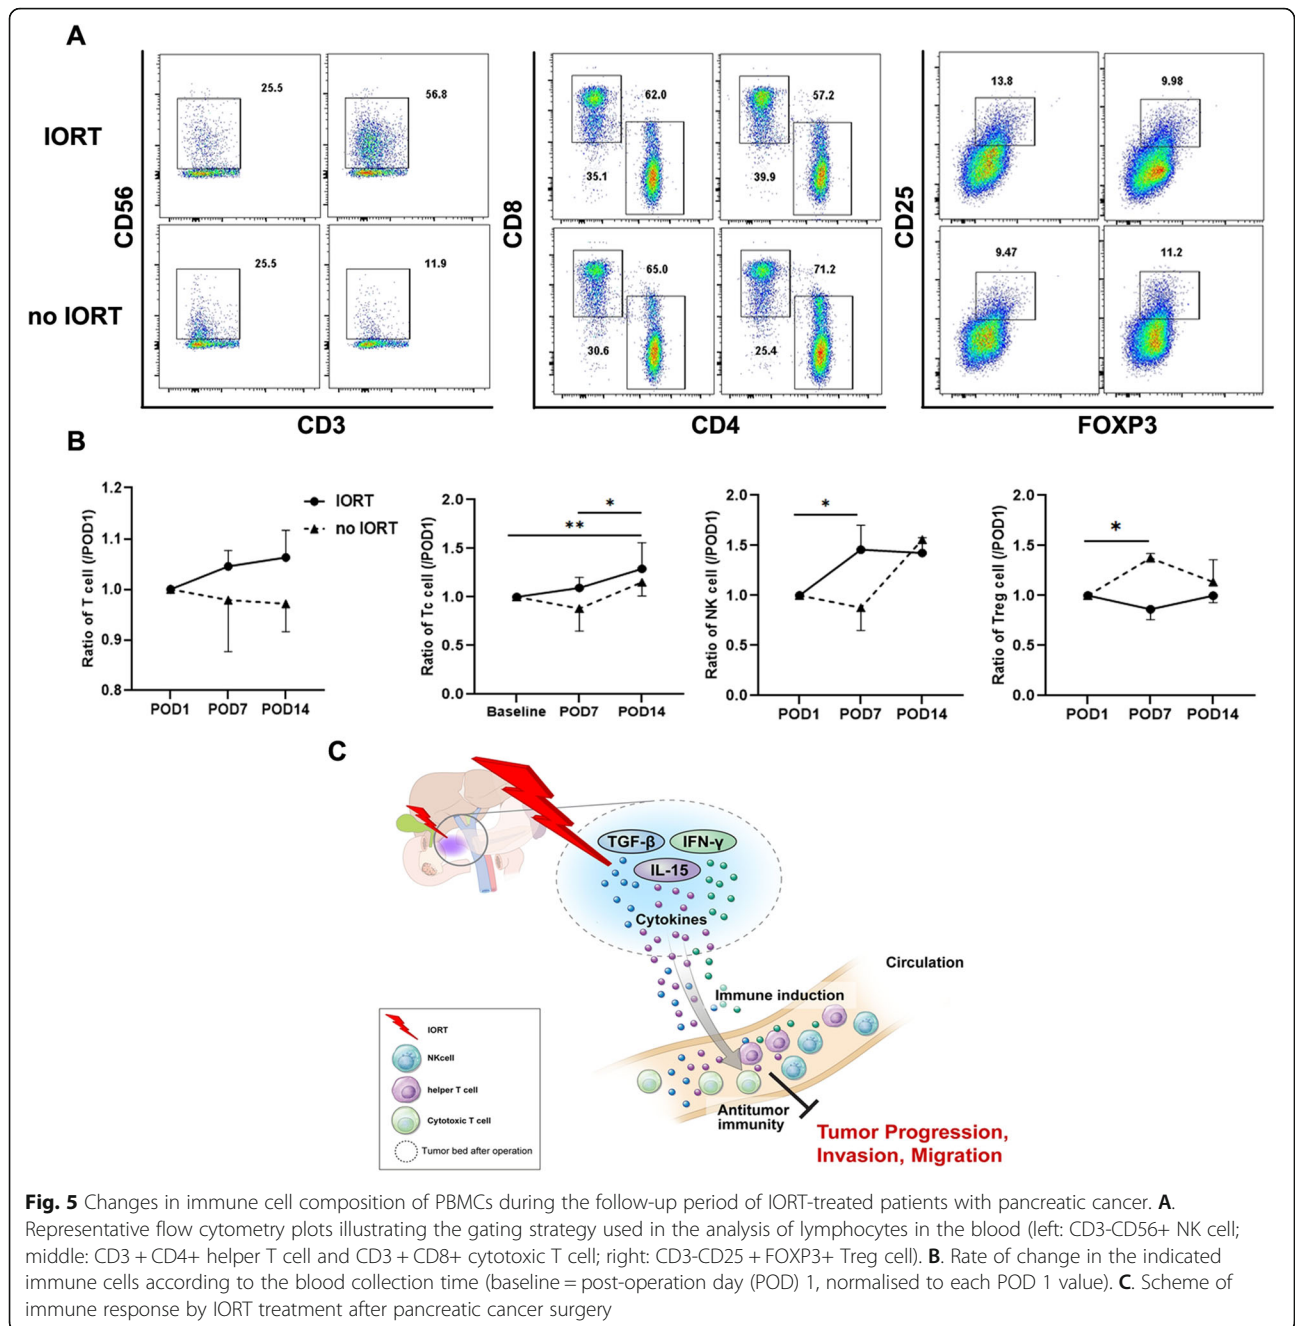 A
IORT
no IORT
CD56
25.5
56.8
25.5
11.9
CD3
CD8
62.0
35.1
57.2
39.9
65.0
30.6
71.2
25.4
CD4
CD25
13.8
9.98
9.47
11.2
FOXP3
B
Ratio of T cell (/POD1)
1.2
1.1
1.0
0.9
0.8
POD1 POD7 POD14
IORT
no IORT
Ratio of Tc cell (/POD1)
2.0
1.5
1.0
0.5
0.0
*
**
Baseline POD7 POD14
Ratio of NK cell (/POD1)
2.0
1.5
1.0
0.5
0.0
*
POD1 POD7 POD14
Ratio of Treg cell (/POD1)
2.0
1.5
1.0
0.5
0.0
*
POD1 POD7 POD14
C
TGF-β IFN-γ
IL-15
Cytokines
Circulation
Immune induction
Antitumor
immunity
Tumor Progression,
Invasion, Migration
IORT
NKcell
helper T cell
Cytotoxic T cell
Tumor bed after operation
Fig. 5 Changes in immune cell composition of PBMCs during the follow-up period of IORT-treated patients with pancreatic cancer. A.
Representative flow cytometry plots illustrating the gating strategy used in the analysis of lymphocytes in the blood (left: CD3-CD56+ NK cell;
middle: CD3 + CD4+ helper T cell and CD3 + CD8+ cytotoxic T cell; right: CD3-CD25 + FOXP3+ Treg cell). B. Rate of change in the indicated
immune cells according to the blood collection time (baseline = post-operation day (POD) 1, normalised to each POD 1 value). C. Scheme of
immune response by IORT treatment after pancreatic cancer surgery